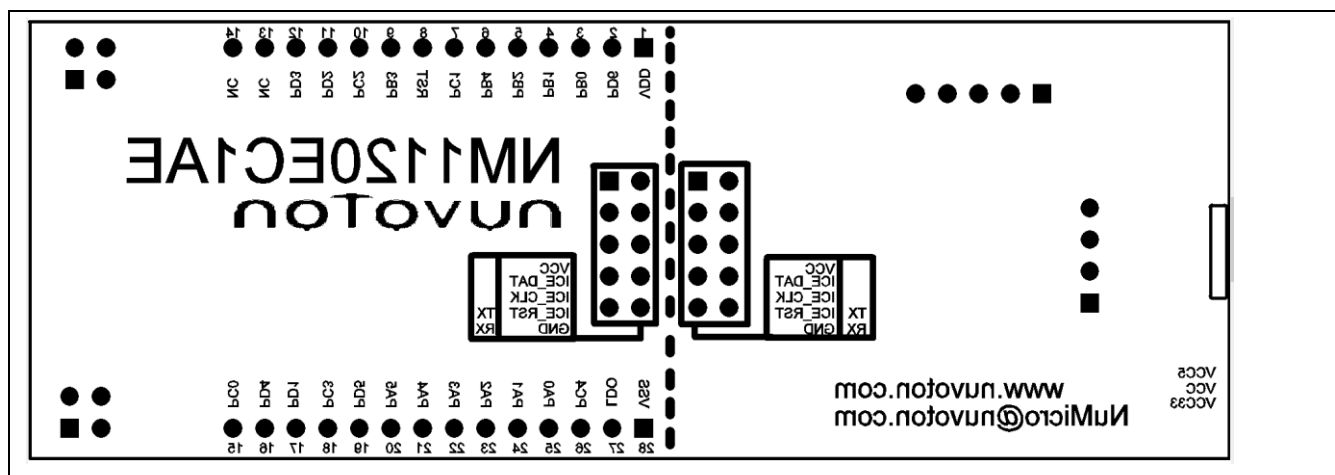 1 2 3 4 5 6 7 8 9 10 11 12 13 14
VDD PD6 PB0 PB1 PB2 PB4 PC1 RST PB3 PC2 PD2 PD3 NC NC
NM1120EC1AE
nuvoTon
VCC
ICE_DAT
ICE_CLK
ICE_RST TX
GND RX
VCC
ICE_DAT
ICE_CLK
ICE_RST TX
GND RX
VCC5
VCC
VCC33
www.nuvoton.com
NuMicro@nuvoton.com
VSS LDO PC4 PA0 PA1 PA2 PA3 PA4 PA5 PD5 PC3 PD1 PD4 PC0
28 27 26 25 24 23 22 21 20 19 18 17 16 15